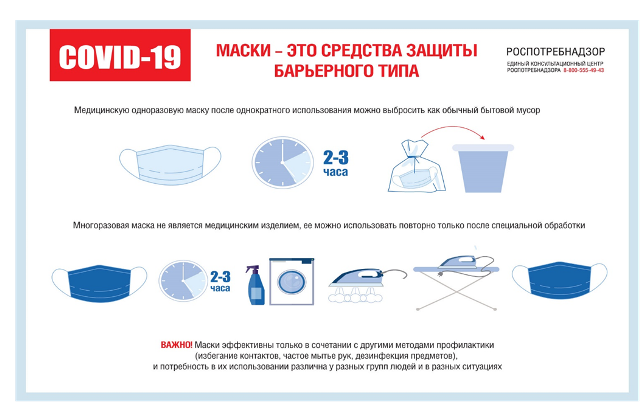 COVID-19
МАСКИ – ЭТО СРЕДСТВА ЗАЩИТЫ
БАРЬЕРНОГО ТИПА
РОСПОТРЕБНАДЗОР
ЕДИНЫЙ КОНСУЛЬТАЦИОННЫЙ ЦЕНТР
РОСПОТРЕБНАДЗОРА 8-800-555-49-43
Медицинскую одноразовую маску после однократного использования можно выбросить как обычный бытовой мусор
2-3
часа
Многоразовая маска не является медицинским изделием, ее можно использовать повторно только после специальной обработки
2-3
часа
ВАЖНО! Маски эффективны только в сочетании с другими методами профилактики
(избегание контактов, частое мытье рук, дезинфекция предметов),
и потребность в их использовании различна у разных групп людей и в разных ситуациях